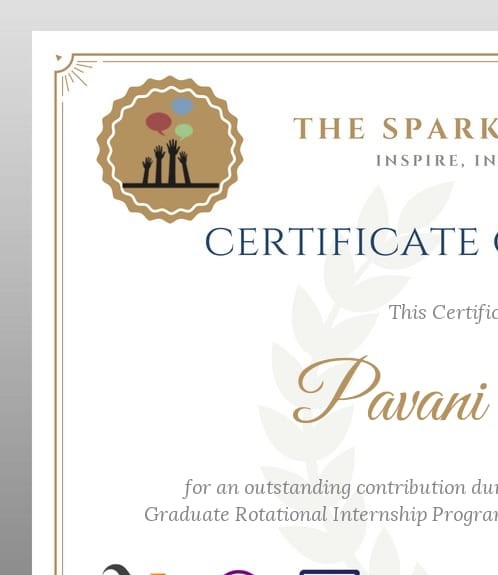 THE SPARK
INSPIRE, IN
CERTIFICATE
This Certific
Pavani
for an outstanding contribution du
Graduate Rotational Internship Program